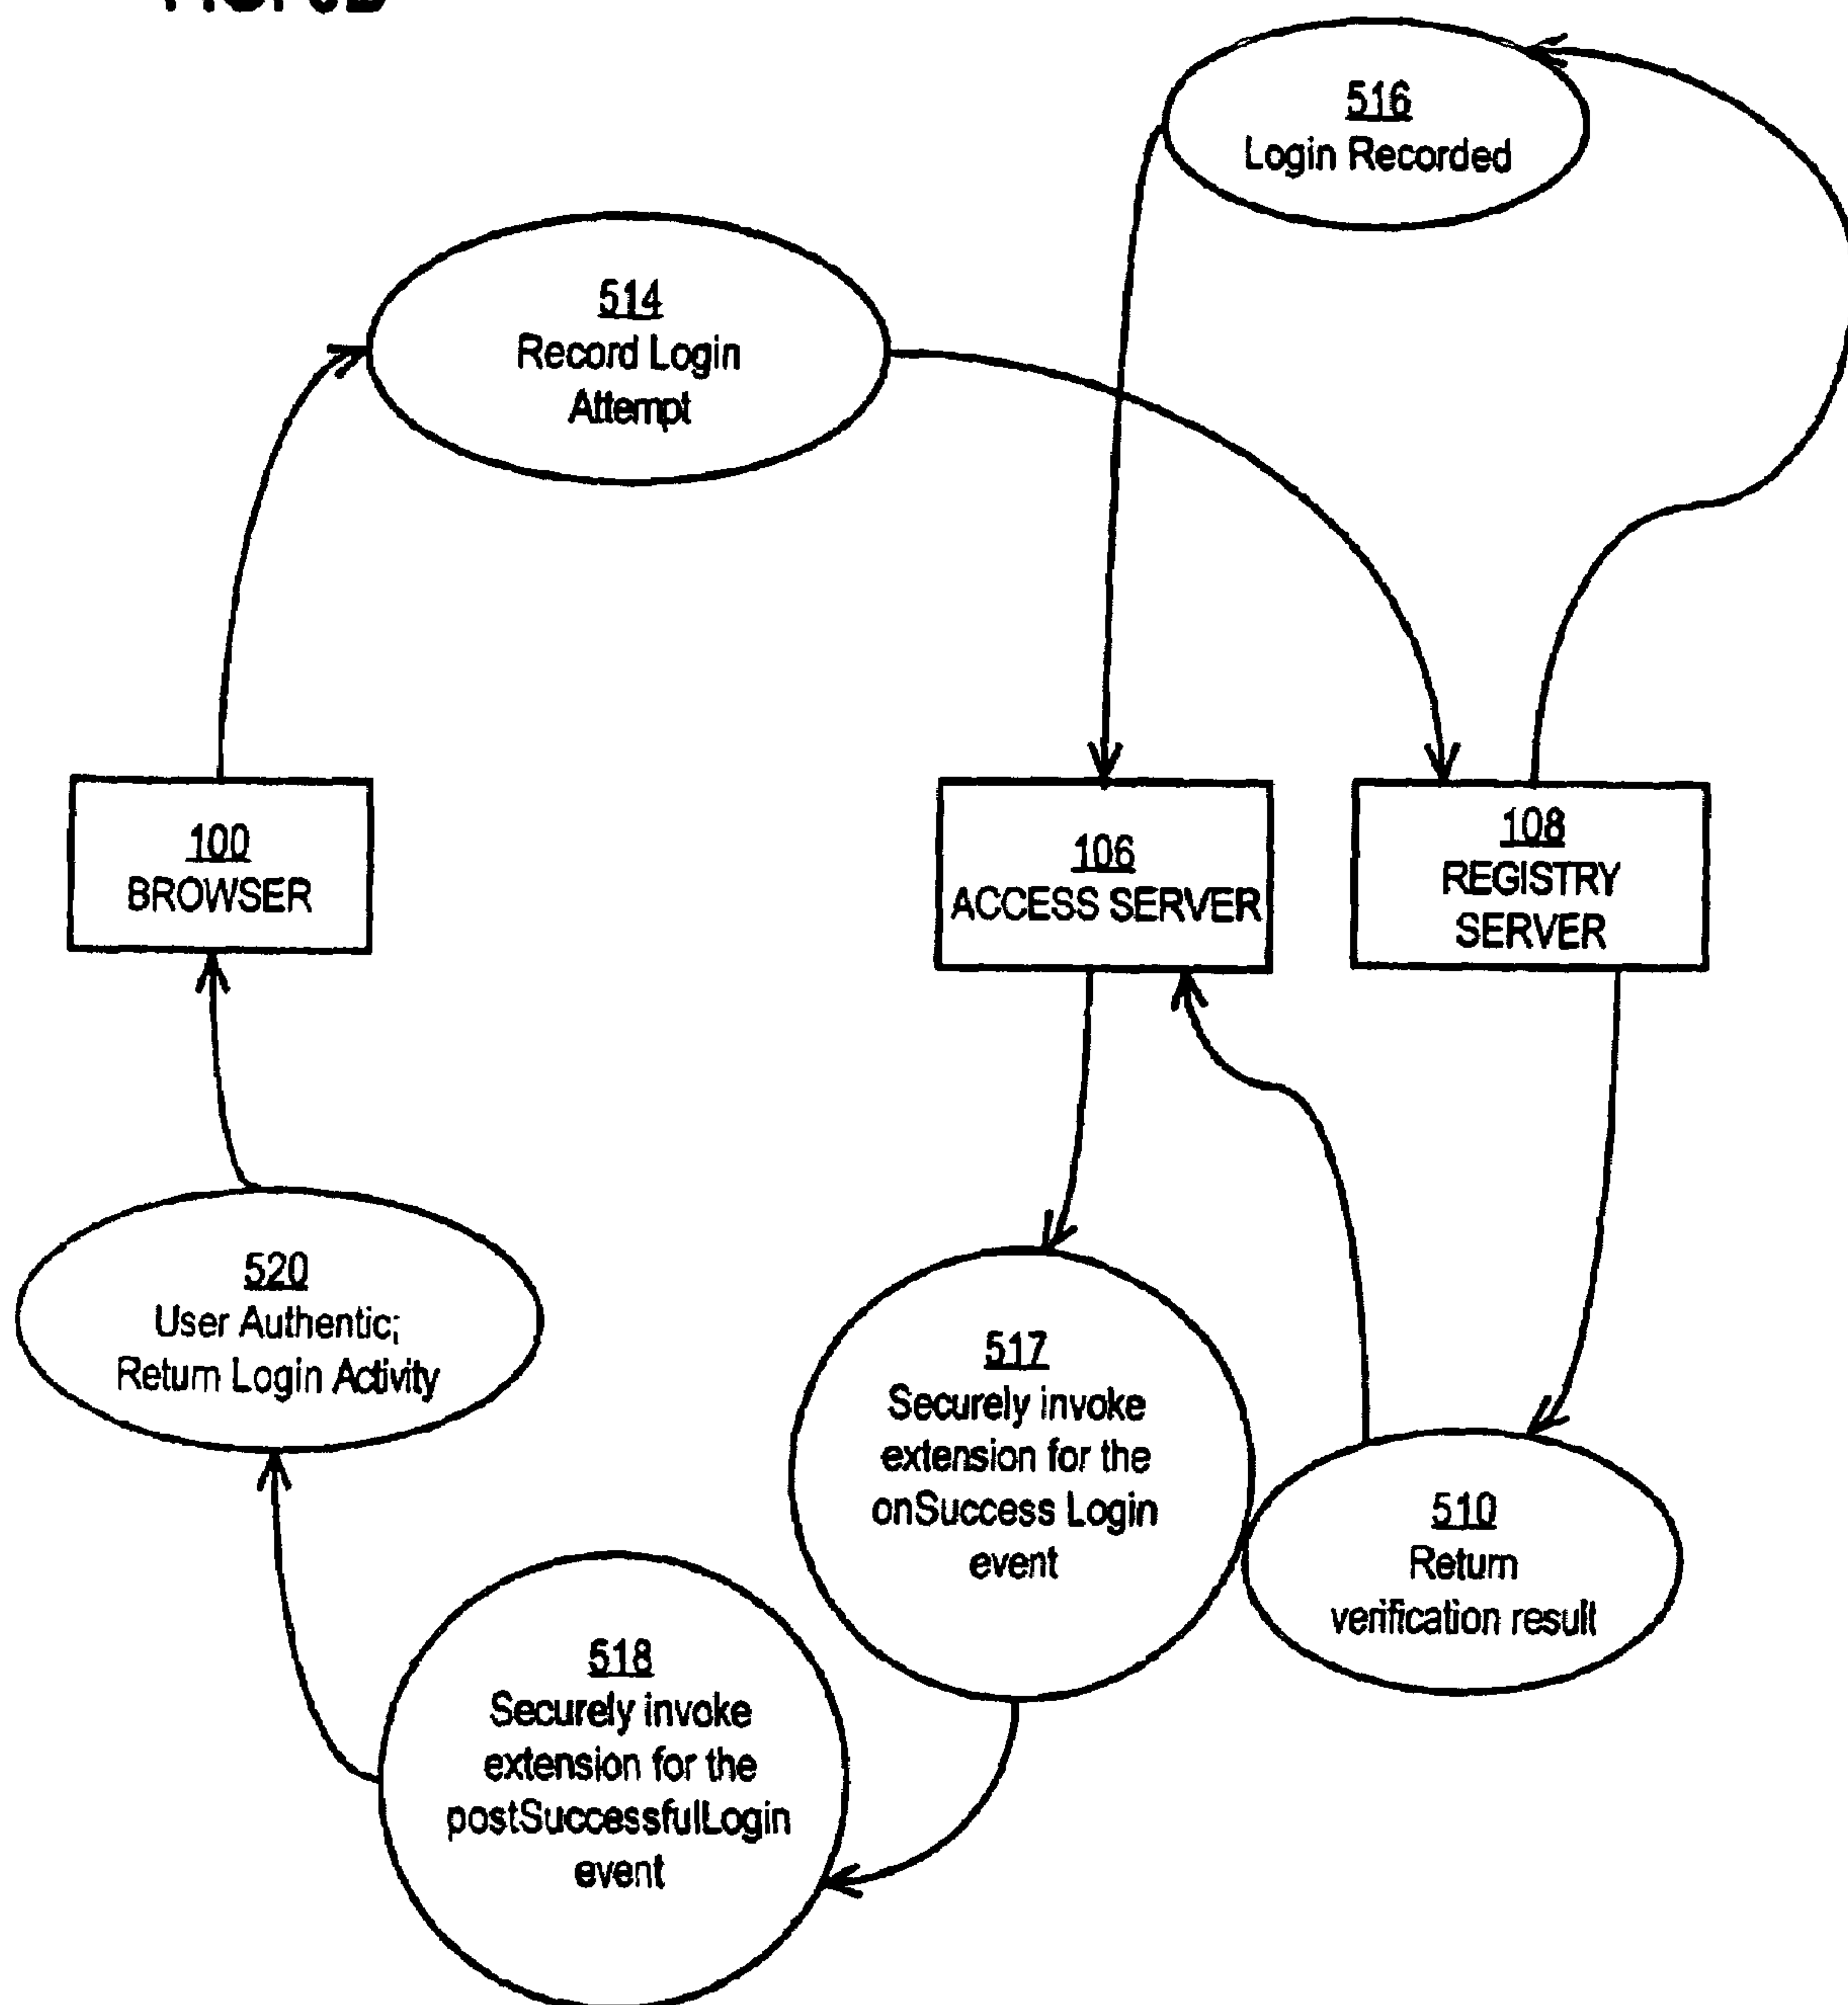 516
Login Recorded
514
Record Login
Attempt
100
BROWSER
106
ACCESS SERVER
108
REGISTRY
SERVER
520
User Authentic;
Return Login Activity
517
Securely invoke
extension for the
onSuccess Login
event
510
Return
verification result
518
Securely invoke
extension for the
postSuccessfulLogin
event